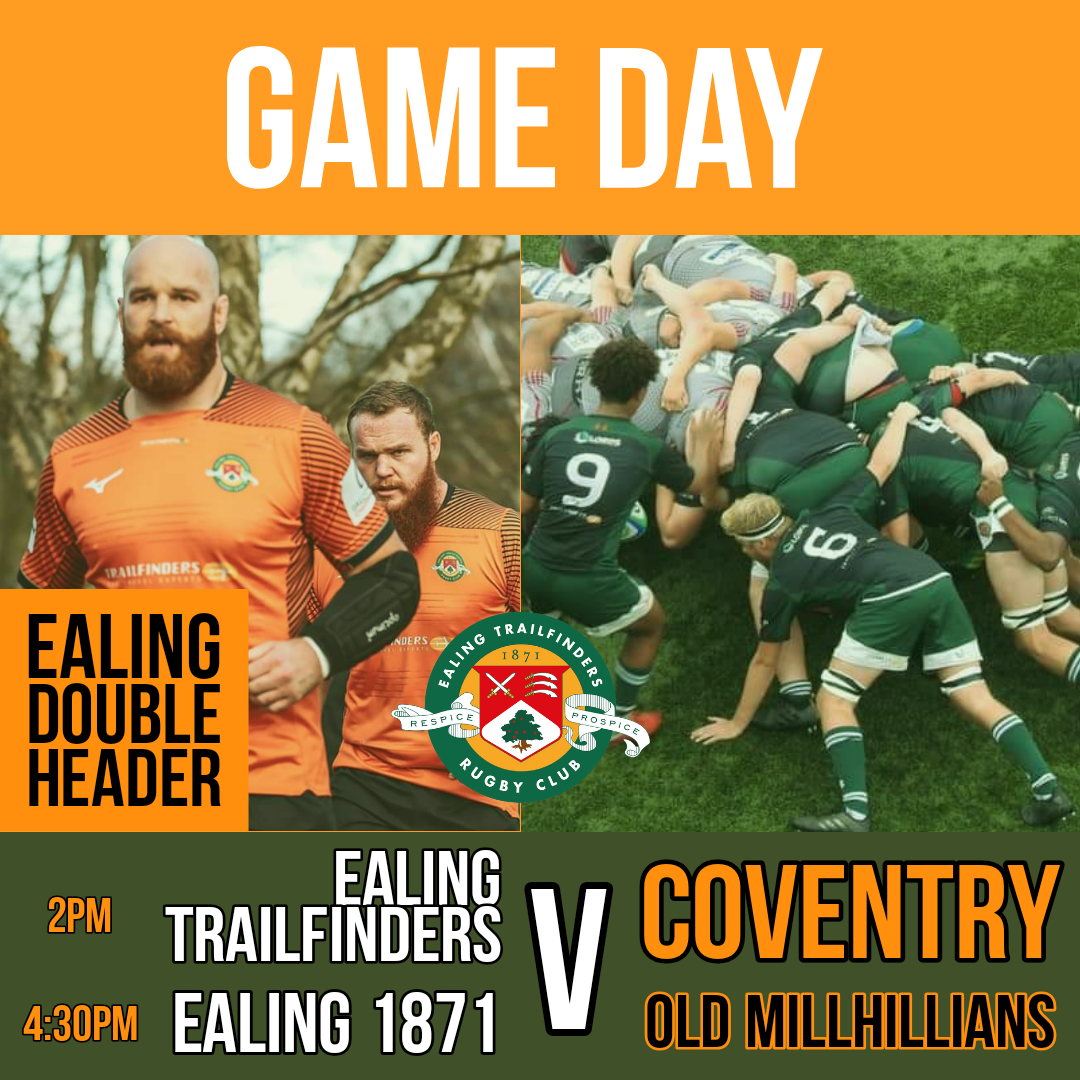 GAME DAY
TRAILFINDERS
9
LORDS
6
EALING
DOUBLE
HEADER
EALING TRAILFINDERS
1871
RESPICE PROSPICE
RUGBY CLUB
2PM
EALING
TRAILFINDERS
V
COVENTRY
4:30PM
EALING 1871
OLD MILLHILLIANS